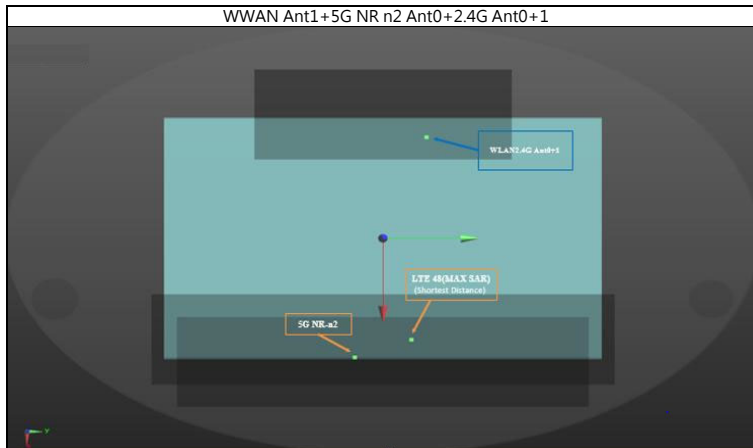 WWAN Ant1+5G NR n2 Ant0+2.4G Ant0+1
WLAN2.4G Ant0+1
LTE 48(MAX SAR)
(Shortest Distance)
5G NR-n2
Y